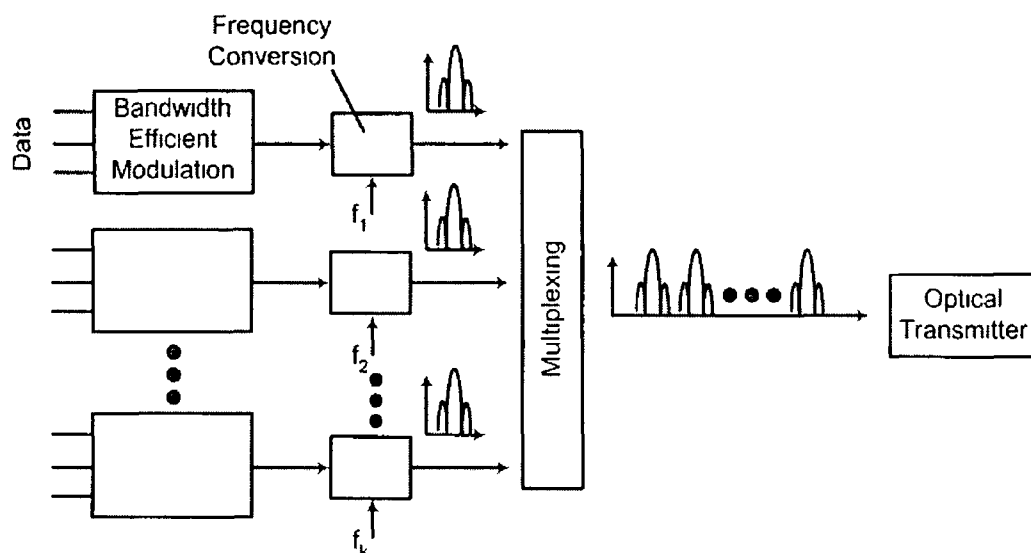 Frequency
Conversion
Data
Bandwidth
Efficient
Modulation
f1
f2
fk
Multiplexing
Optical
Transmitter